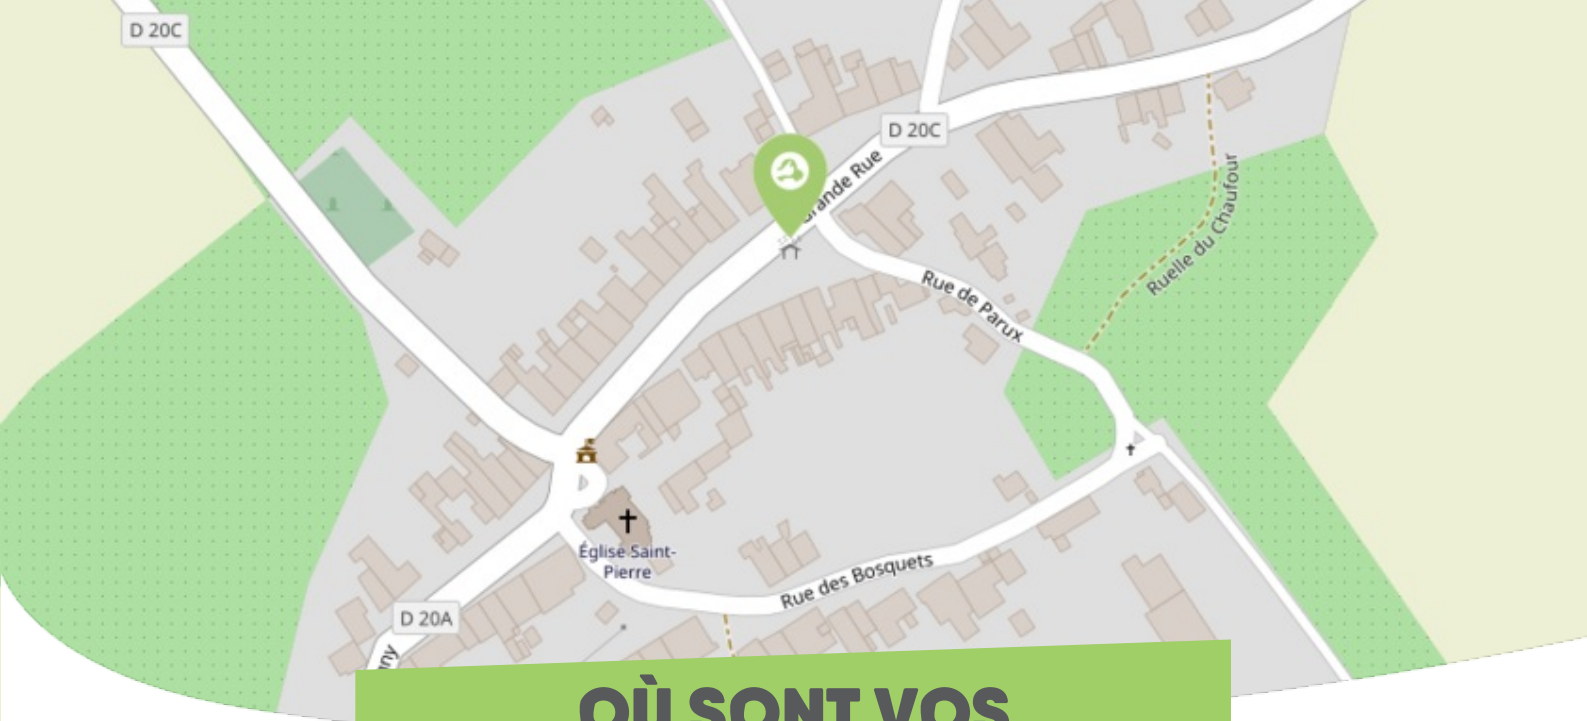 D 20C
D 20C
Grande Rue
Ruelle du Chaufour
Rue de Parux
Église Saint-
Pierre
Rue des Bosquets
D 20A
OÙ SONT VOS